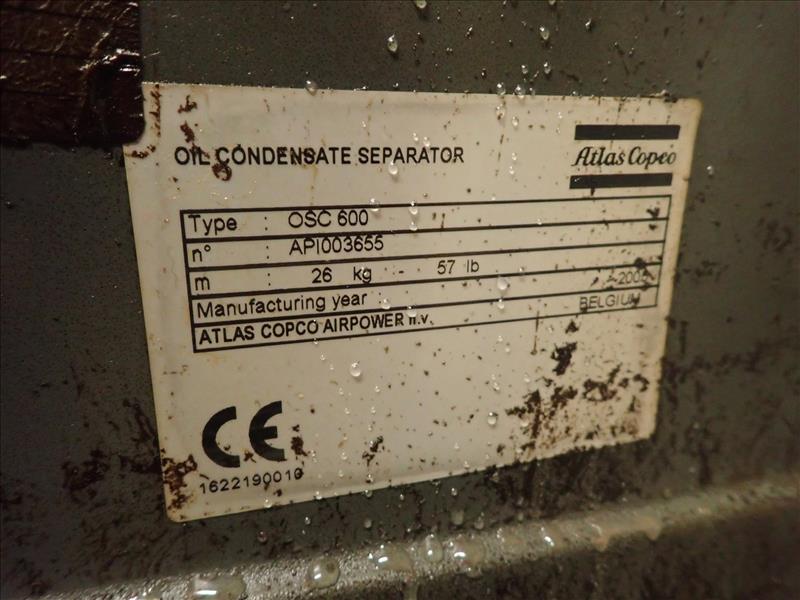 OIL CONDENSATE SEPARATOR
Atlas Copco
Type : OSC 600
n° : API003655
m : 26 kg - 57 lb
Manufacturing year :
ATLAS COPCO AIRPOWER n.v. BELGIUM
CE
1622190010